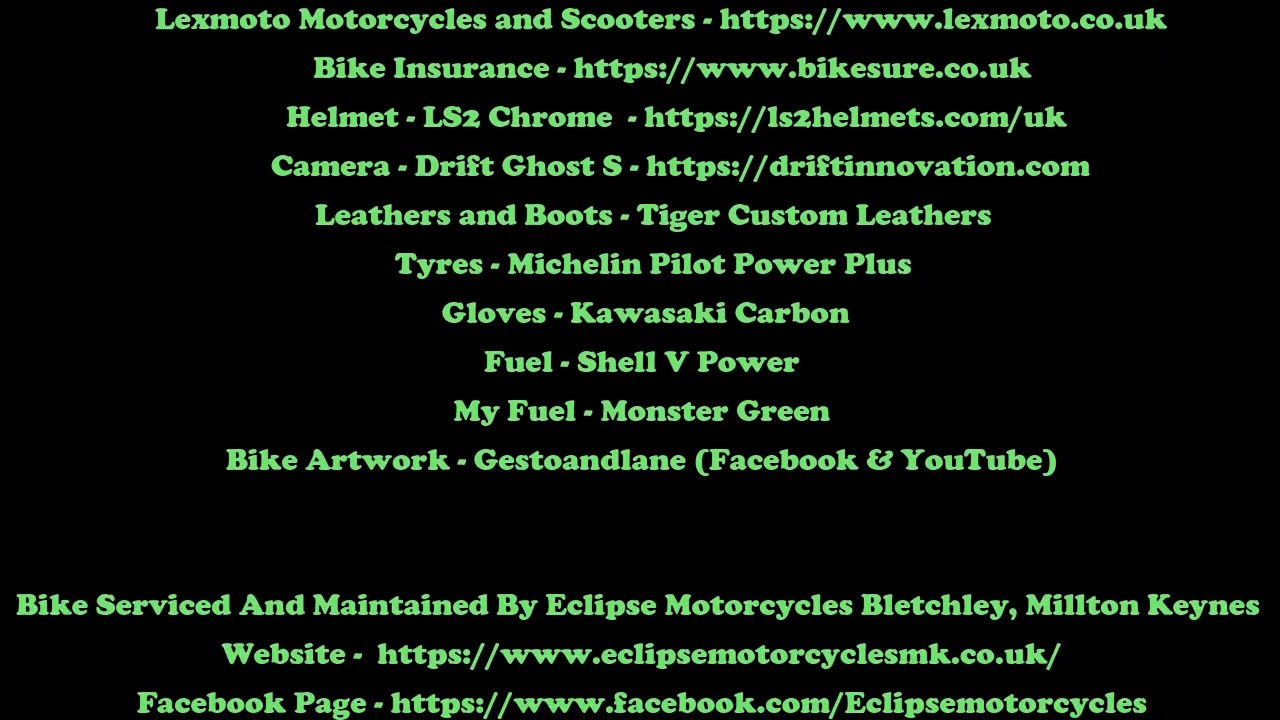 Lexmoto Motorcycles and Scooters - https://www.lexmoto.co.uk
Bike Insurance - https://www.bikesure.co.uk
Helmet - LS2 Chrome  - https://ls2helmets.com/uk
Camera - Drift Ghost S - https://driftinnovation.com
Leathers and Boots - Tiger Custom Leathers
Tyres - Michelin Pilot Power Plus
Gloves - Kawasaki Carbon
Fuel - Shell V Power
My Fuel - Monster Green
Bike Artwork - Gestoandlane (Facebook & YouTube)
Bike Serviced And Maintained By Eclipse Motorcycles Bletchley, Millton Keynes
Website -  https://www.eclipsemotorcyclesmk.co.uk/
Facebook Page - https://www.facebook.com/Eclipsemotorcycles